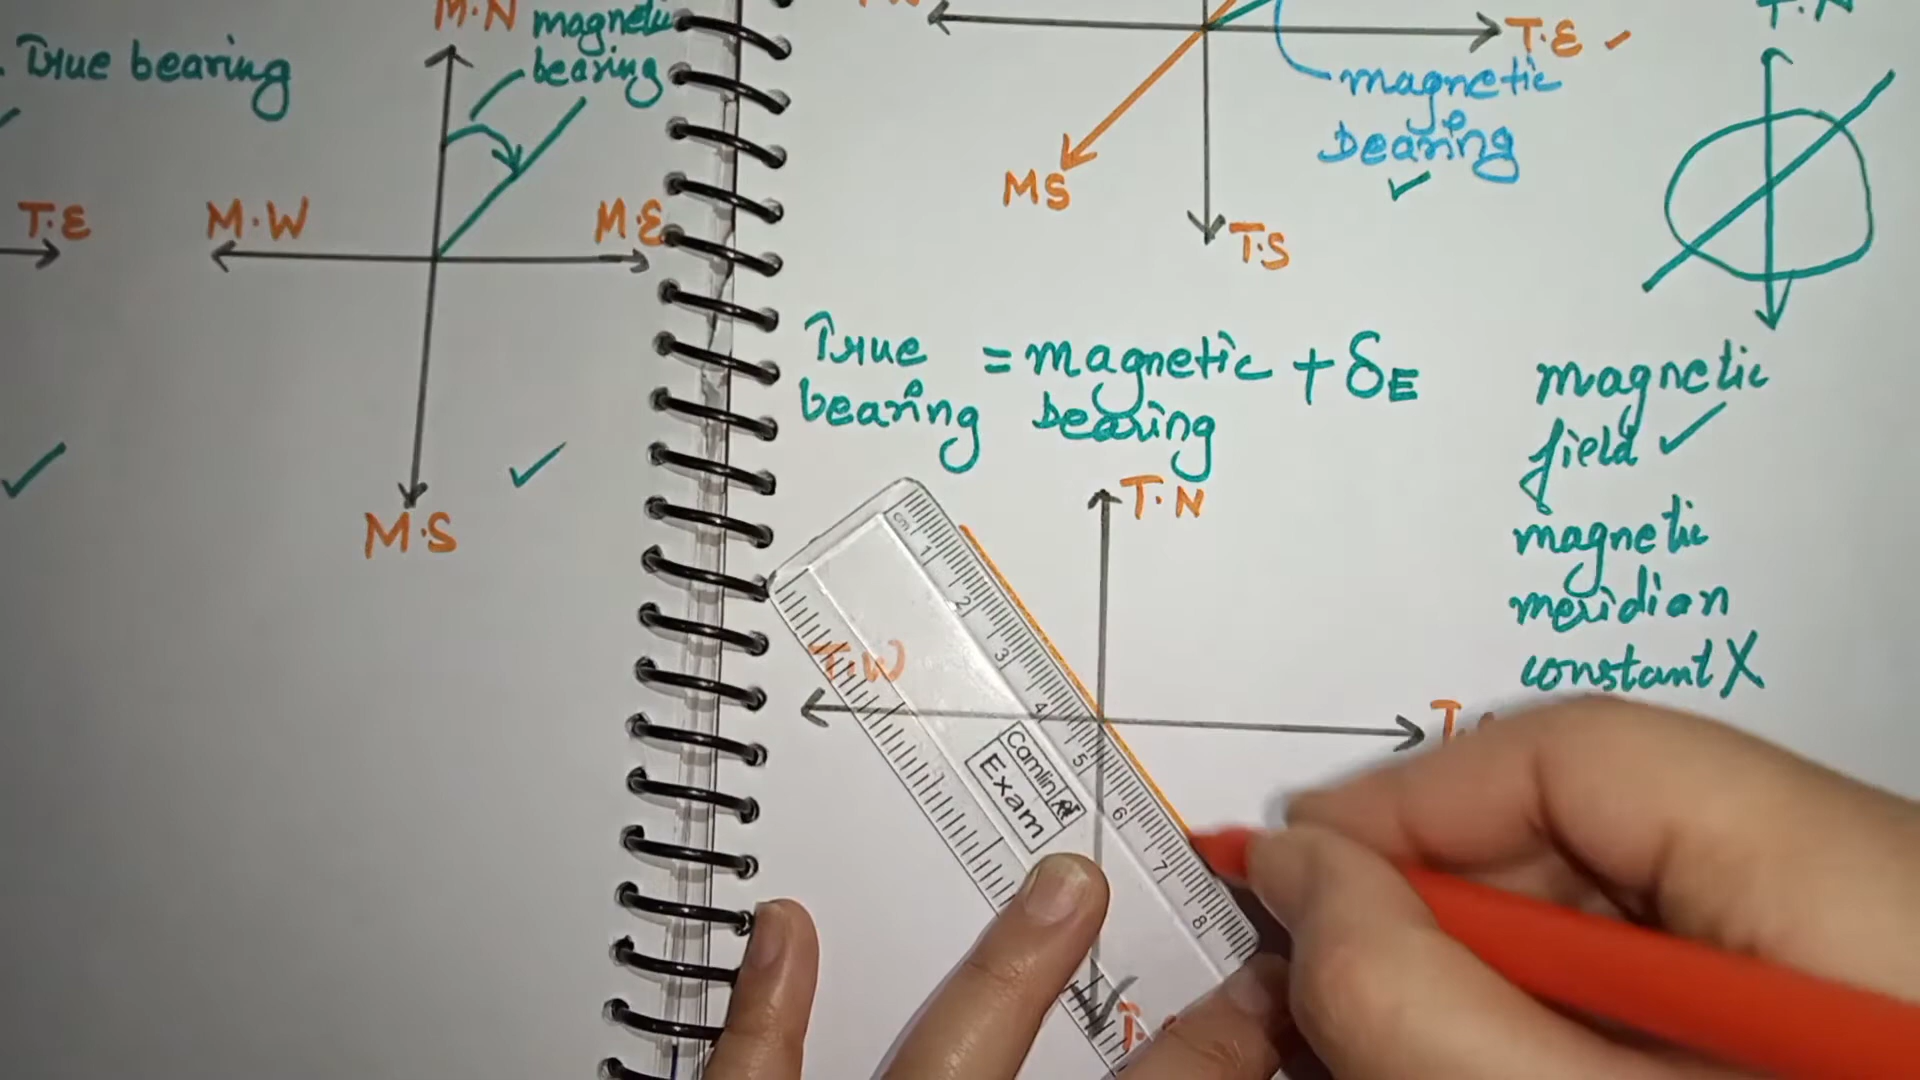 M.N magnetic
bearing
True bearing
T.E
M.W
M.E
M.S
T.E
magnetic
bearing
MS
T.S
T.N
True = magnetic + δE
bearing bearing
magnetic
field
magnetic
meridian
constant X
T.N
T.W
cm 1 2 3 4 5 6 7 8
Camlin
Exam